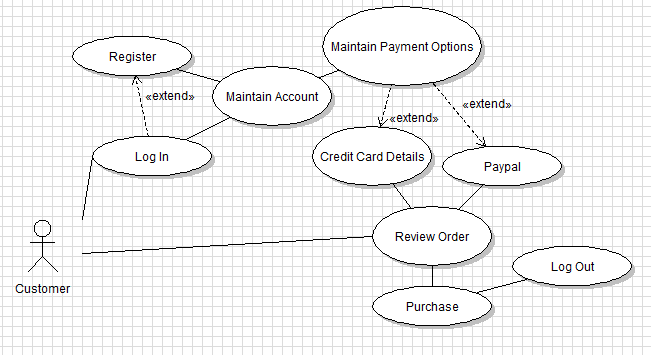 Maintain Payment Options
Register
Maintain Account
«extend»
«extend»
«extend»
Log In
Credit Card Details
Paypal
Review Order
Customer
Log Out
Purchase